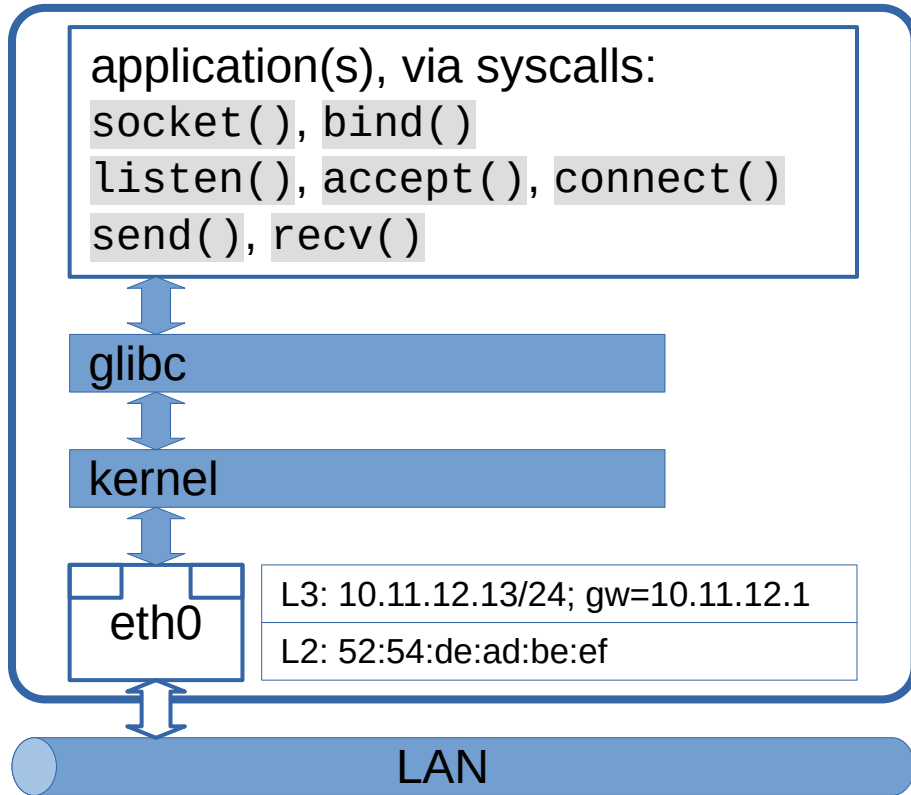 application(s), via syscalls:
socket(), bind()
listen(), accept(), connect()
send(), recv()
glibc
kernel
eth0
L3: 10.11.12.13/24; gw=10.11.12.1
L2: 52:54:de:ad:be:ef
LAN